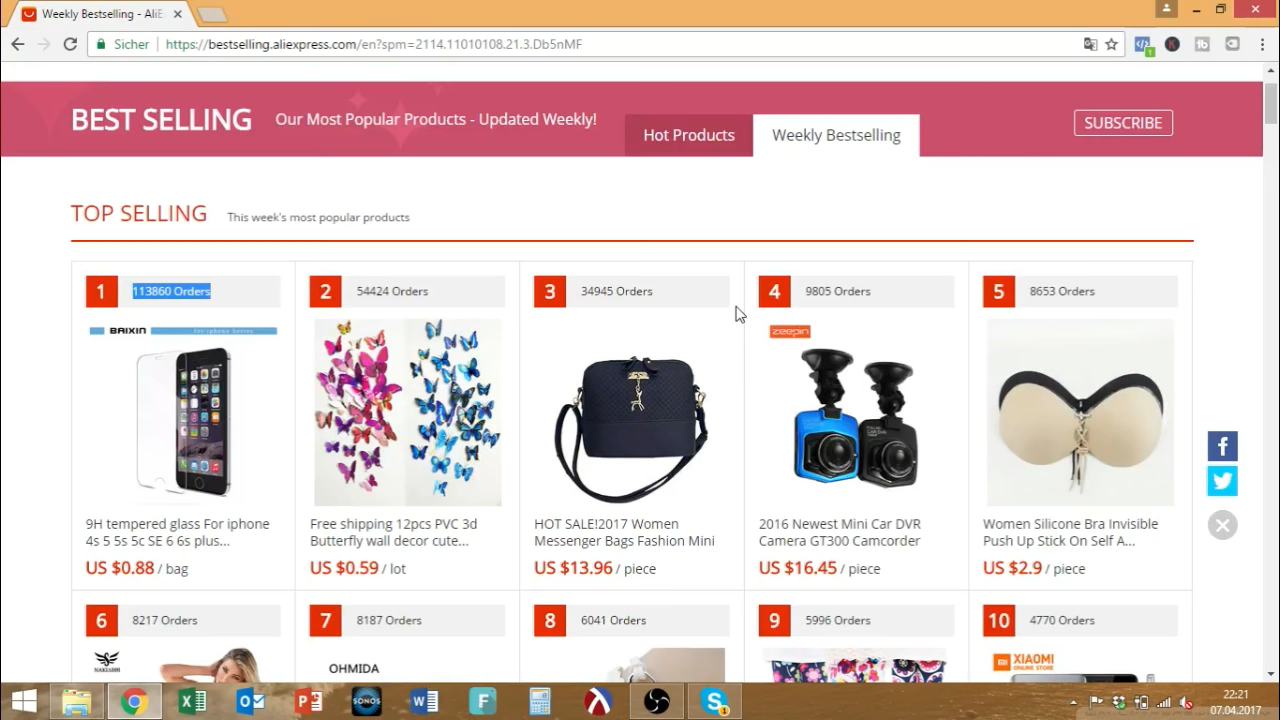 Weekly Bestselling - AliE
Sicher
https://bestselling.aliexpress.com/en?spm=2114.11010108.21.3.Db5nMF
BEST SELLING
Our Most Popular Products - Updated Weekly!
Hot Products
Weekly Bestselling
SUBSCRIBE
TOP SELLING
This week's most popular products
1 113860 Orders
2 54424 Orders
3 34945 Orders
4 9805 Orders
5 8653 Orders
BAIXIN for iphone Series
zeepin
9H tempered glass For iphone
4s 5 5s 5c SE 6 6s plus...
US $0.88 / bag
Free shipping 12pcs PVC 3d
Butterfly wall decor cute...
US $0.59 / lot
HOT SALE!2017 Women
Messenger Bags Fashion Mini
US $13.96 / piece
2016 Newest Mini Car DVR
Camera GT300 Camcorder
US $16.45 / piece
Women Silicone Bra Invisible
Push Up Stick On Self A...
US $2.9 / piece
6 8217 Orders
7 8187 Orders
8 6041 Orders
9 5996 Orders
10 4770 Orders
OHMIDA
XIAOMI
ONLINE STORE
SONOS
22:21
07.04.2017